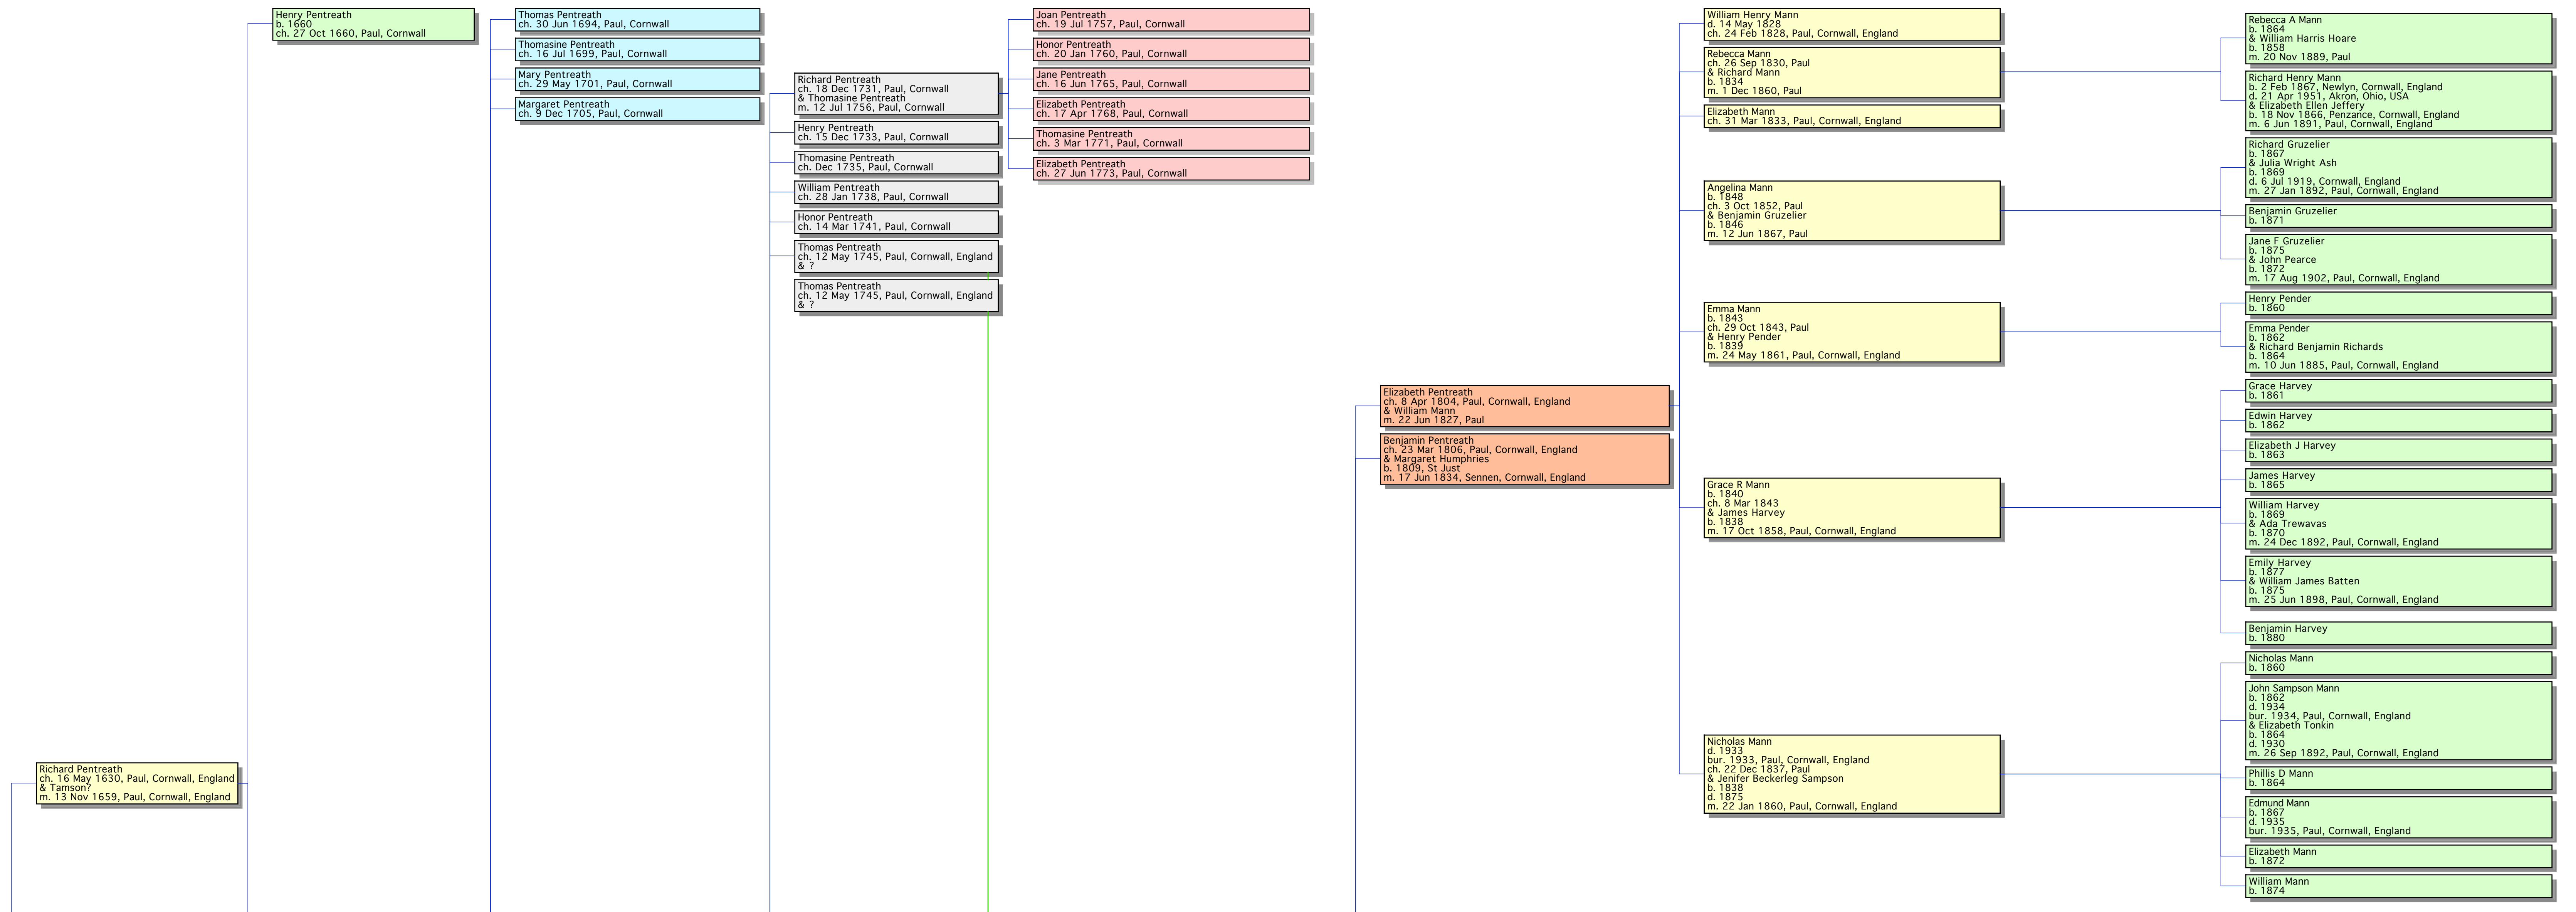 Henry Pentreath
b. 1660
ch. 27 Oct 1660, Paul, Cornwall
Richard Pentreath
ch. 16 May 1630, Paul, Cornwall, England
& Tamson?
m. 13 Nov 1659, Paul, Cornwall, England
Thomas Pentreath
ch. 30 Jun 1694, Paul, Cornwall
Thomasine Pentreath
ch. 16 Jul 1699, Paul, Cornwall
Mary Pentreath
ch. 29 May 1701, Paul, Cornwall
Margaret Pentreath
ch. 9 Dec 1705, Paul, Cornwall
Richard Pentreath
ch. 18 Dec 1731, Paul, Cornwall
& Thomasine Pentreath
m. 12 Jul 1756, Paul, Cornwall
Henry Pentreath
ch. 15 Dec 1733, Paul, Cornwall
Thomasine Pentreath
ch. Dec 1735, Paul, Cornwall
William Pentreath
ch. 28 Jan 1738, Paul, Cornwall
Honor Pentreath
ch. 14 Mar 1741, Paul, Cornwall
Thomas Pentreath
ch. 12 May 1745, Paul, Cornwall, England
& ?
Thomas Pentreath
ch. 12 May 1745, Paul, Cornwall, England
& ?
Joan Pentreath
ch. 19 Jul 1757, Paul, Cornwall
Honor Pentreath
ch. 20 Jan 1760, Paul, Cornwall
Jane Pentreath
ch. 16 Jun 1765, Paul, Cornwall
Elizabeth Pentreath
ch. 17 Apr 1768, Paul, Cornwall
Thomasine Pentreath
ch. 3 Mar 1771, Paul, Cornwall
Elizabeth Pentreath
ch. 27 Jun 1773, Paul, Cornwall
Elizabeth Pentreath
ch. 8 Apr 1804, Paul, Cornwall, England
& William Mann
m. 22 Jun 1827, Paul
Benjamin Pentreath
ch. 23 Mar 1806, Paul, Cornwall, England
& Margaret Humphries
b. 1809, St Just
m. 17 Jun 1834, Sennen, Cornwall, England
William Henry Mann
d. 14 May 1828
ch. 24 Feb 1828, Paul, Cornwall, England
Rebecca Mann
ch. 26 Sep 1830, Paul
& Richard Mann
b. 1834
m. 1 Dec 1860, Paul
Elizabeth Mann
ch. 31 Mar 1833, Paul, Cornwall, England
Angelina Mann
b. 1848
ch. 3 Oct 1852, Paul
& Benjamin Gruzelier
b. 1846
m. 12 Jun 1867, Paul
Emma Mann
b. 1843
ch. 29 Oct 1843, Paul
& Henry Pender
b. 1839
m. 24 May 1861, Paul, Cornwall, England
Grace R Mann
b. 1840
ch. 8 Mar 1843
& James Harvey
b. 1838
m. 17 Oct 1858, Paul, Cornwall, England
Nicholas Mann
d. 1933
bur. 1933, Paul, Cornwall, England
ch. 22 Dec 1837, Paul
& Jenifer Beckerleg Sampson
b. 1838
d. 1875
m. 22 Jan 1860, Paul, Cornwall, England
Rebecca A Mann
b. 1864
& William Harris Hoare
b. 1858
m. 20 Nov 1889, Paul
Richard Henry Mann
b. 2 Feb 1867, Newlyn, Cornwall, England
d. 21 Apr 1951, Akron, Ohio, USA
& Elizabeth Ellen Jeffery
b. 18 Nov 1866, Penzance, Cornwall, England
m. 6 Jun 1891, Paul, Cornwall, England
Richard Gruzelier
b. 1867
& Julia Wright Ash
b. 1869
d. 6 Jul 1919, Cornwall, England
m. 27 Jan 1892, Paul, Cornwall, England
Benjamin Gruzelier
b. 1871
Jane F Gruzelier
b. 1875
& John Pearce
b. 1872
m. 17 Aug 1902, Paul, Cornwall, England
Henry Pender
b. 1860
Emma Pender
b. 1862
& Richard Benjamin Richards
b. 1864
m. 10 Jun 1885, Paul, Cornwall, England
Grace Harvey
b. 1861
Edwin Harvey
b. 1862
Elizabeth J Harvey
b. 1863
James Harvey
b. 1865
William Harvey
b. 1869
& Ada Trewavas
b. 1870
m. 24 Dec 1892, Paul, Cornwall, England
Emily Harvey
b. 1877
& William James Batten
b. 1875
m. 25 Jun 1898, Paul, Cornwall, England
Benjamin Harvey
b. 1880
Nicholas Mann
b. 1860
John Sampson Mann
b. 1862
d. 1934
bur. 1934, Paul, Cornwall, England
& Elizabeth Tonkin
b. 1864
d. 1930
m. 26 Sep 1892, Paul, Cornwall, England
Phillis D Mann
b. 1864
Edmund Mann
b. 1867
d. 1935
bur. 1935, Paul, Cornwall, England
Elizabeth Mann
b. 1872
William Mann
b. 1874